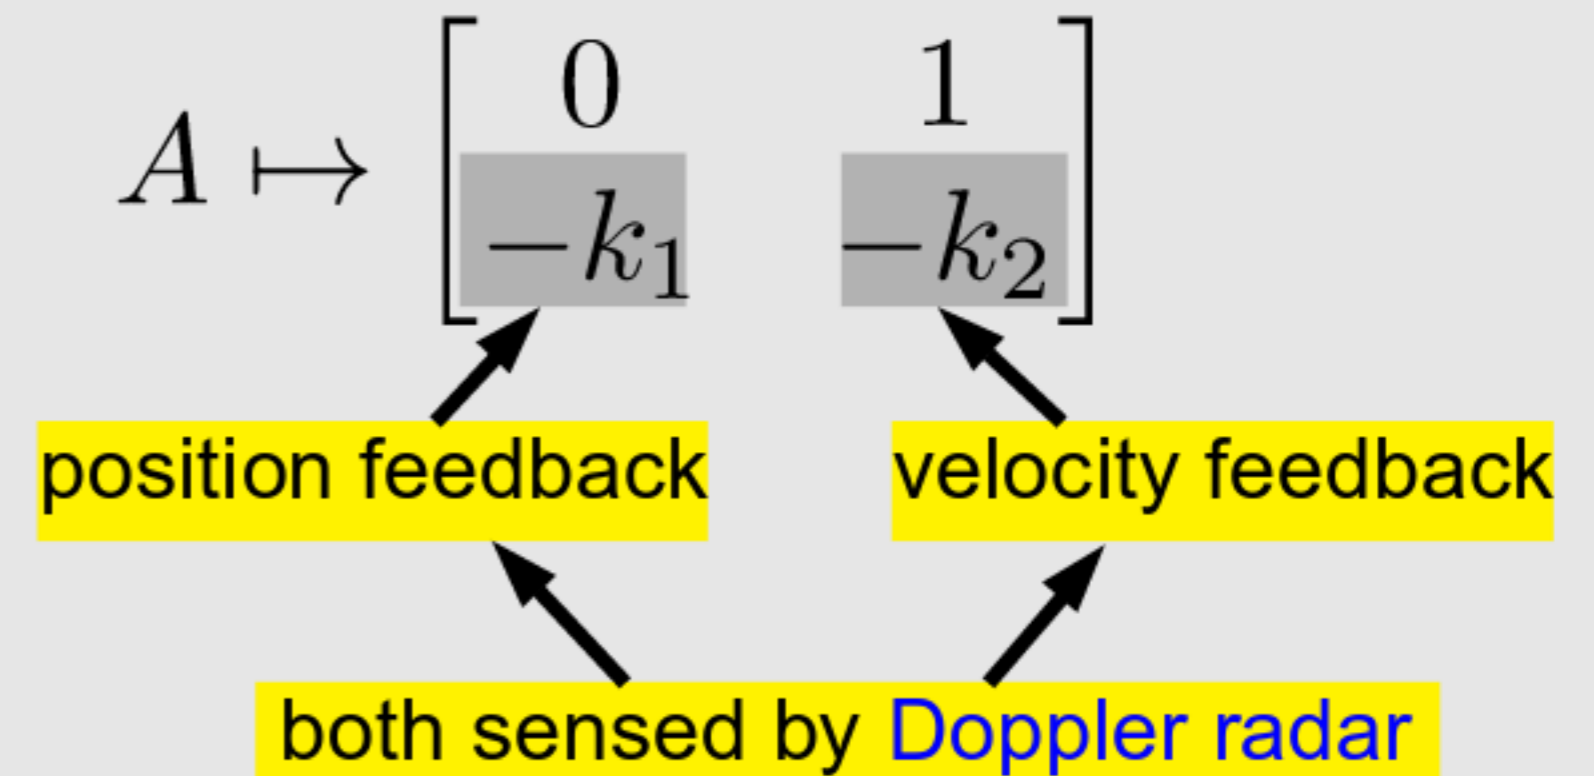 A ↦ [ 0 1
−k₁ −k₂ ]
position feedback velocity feedback
both sensed by Doppler radar